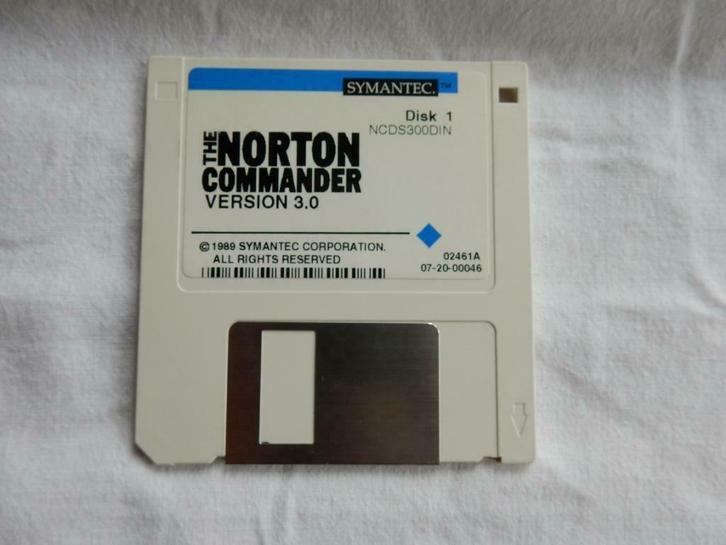 SYMANTEC.™
Disk 1
NCDS300DIN
THE NORTON
COMMANDER
VERSION 3.0
©1989 SYMANTEC CORPORATION.
ALL RIGHTS RESERVED
02461A
07-20-00046